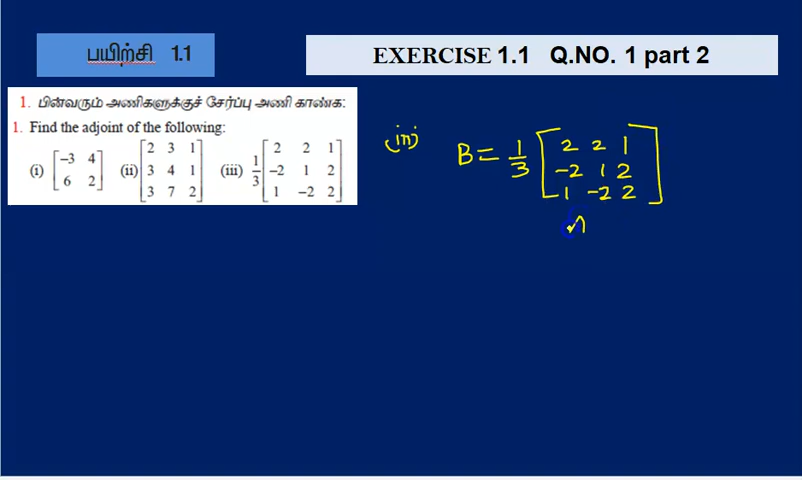 பயிற்சி 1.1
EXERCISE 1.1 Q.NO. 1 part 2
1. பின்வரும் அணிகளுக்குச் சேர்ப்பு அணி காண்க:
1. Find the adjoint of the following:
(i) [-3 4; 6 2] (ii) [2 3 1; 3 4 1; 3 7 2] (iii) 1/3 [2 2 1; -2 1 2; 1 -2 2]
(iii) B = 1/3 [2 2 1; -2 1 2; 1 -2 2]